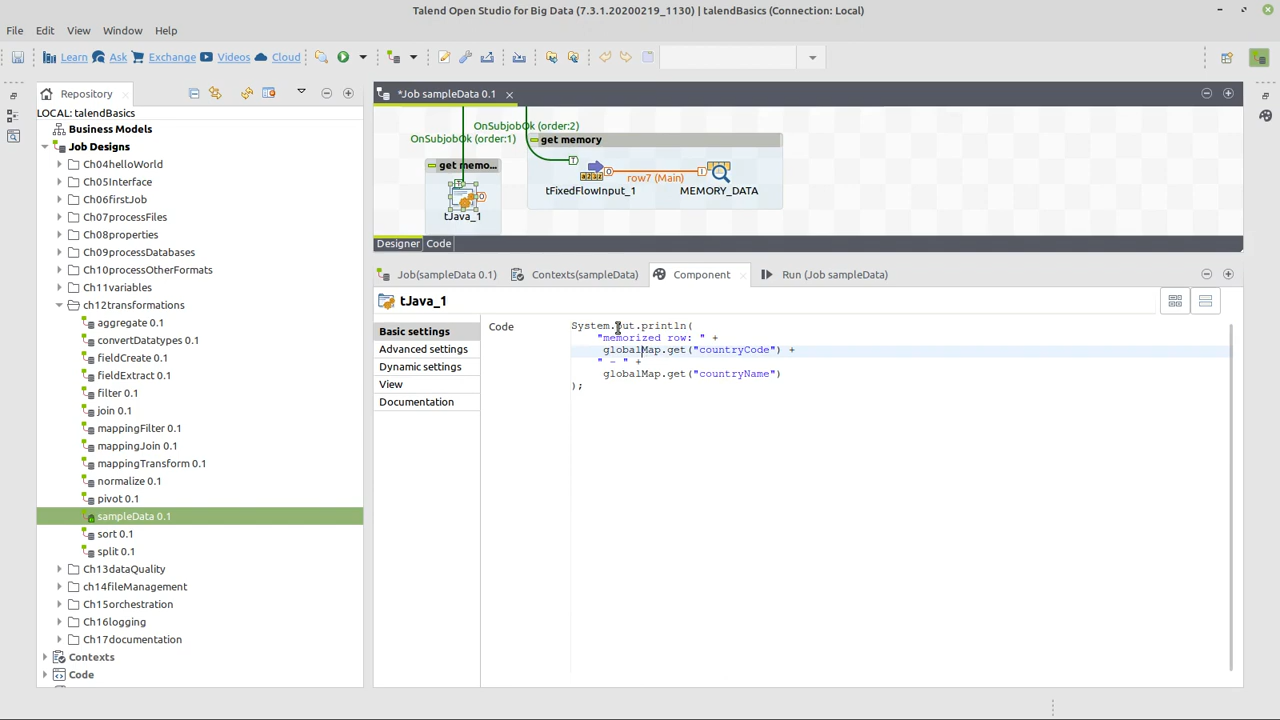 Talend Open Studio for Big Data (7.3.1.20200219_1130) | talendBasics (Connection: Local)
File Edit View Window Help
Learn Ask Exchange Videos Cloud
Repository
LOCAL: talendBasics
Business Models
Job Designs
Ch04helloWorld
Ch05Interface
Ch06firstJob
Ch07processFiles
Ch08properties
Ch09processDatabases
Ch10processOtherFormats
Ch11variables
ch12transformations
aggregate 0.1
convertDatatypes 0.1
fieldCreate 0.1
fieldExtract 0.1
filter 0.1
join 0.1
mappingFilter 0.1
mappingJoin 0.1
mappingTransform 0.1
normalize 0.1
pivot 0.1
sampleData 0.1
sort 0.1
split 0.1
Ch13dataQuality
ch14fileManagement
Ch15orchestration
Ch16logging
Ch17documentation
Contexts
Code
*Job sampleData 0.1
OnSubjobOk (order:2)
OnSubjobOk (order:1)
get memory
get memo...
row7 (Main)
tFixedFlowInput_1
MEMORY_DATA
tJava_1
Designer Code
Job(sampleData 0.1) Contexts(sampleData) Component Run (Job sampleData)
tJava_1
Basic settings
Advanced settings
Dynamic settings
View
Documentation
Code
System.out.println(
"memorized row: " +
globalMap.get("countryCode") +
" - " +
globalMap.get("countryName")
);